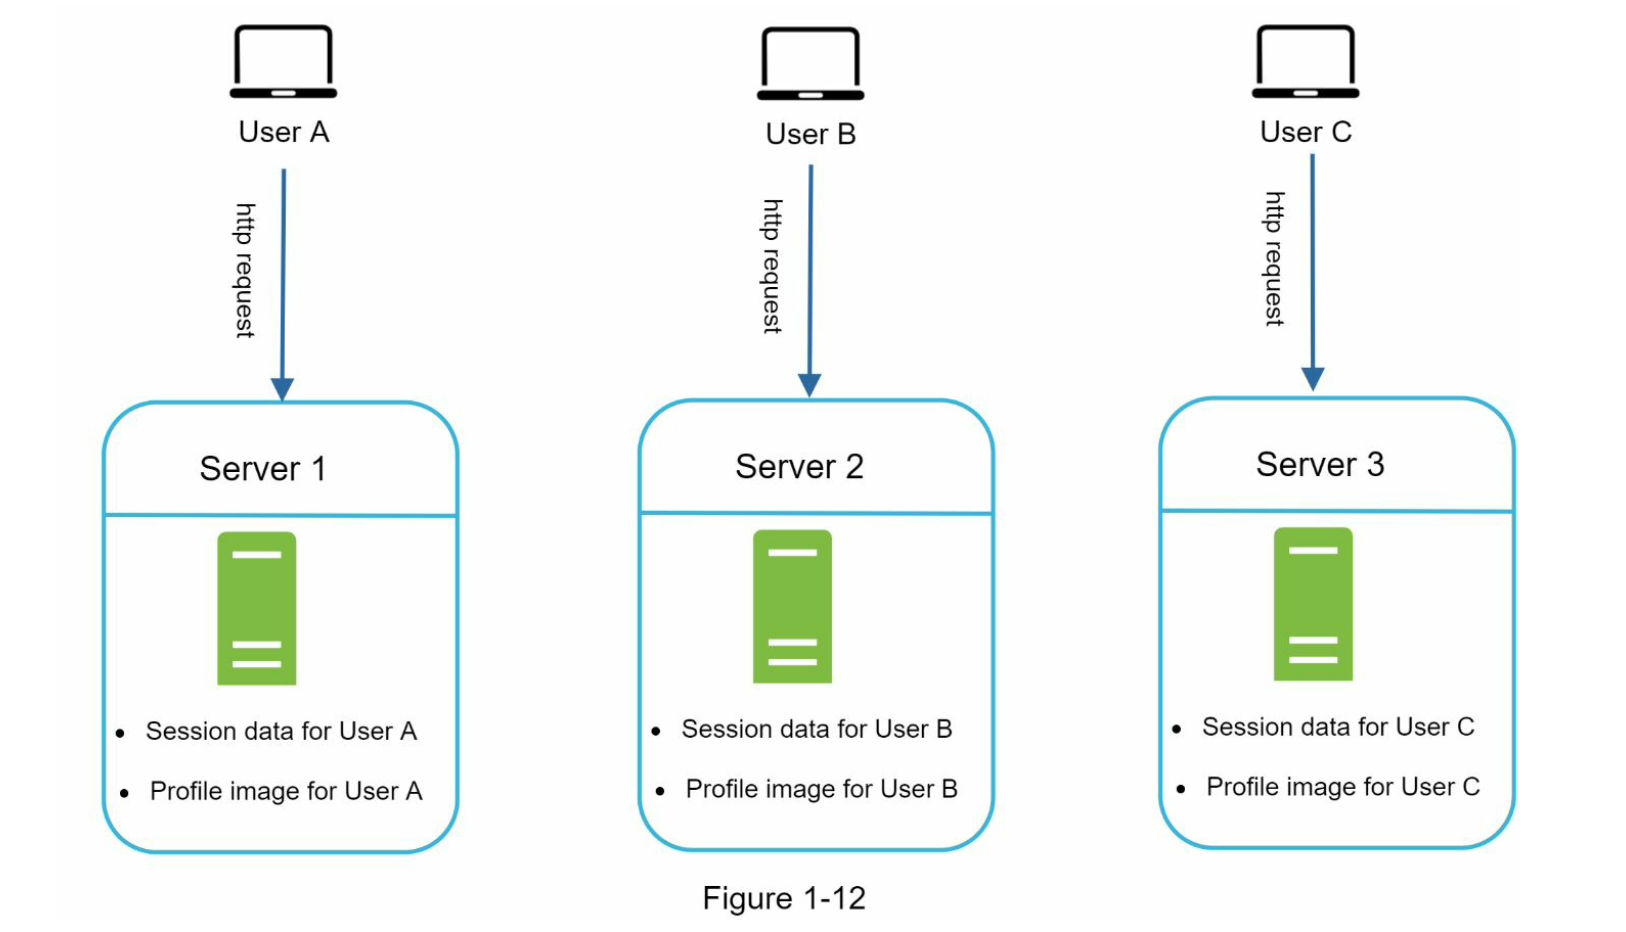 User A
User B
User C
http request
http request
http request
Server 1
Server 2
Server 3
• Session data for User A
• Profile image for User A
• Session data for User B
• Profile image for User B
• Session data for User C
• Profile image for User C
Figure 1-12